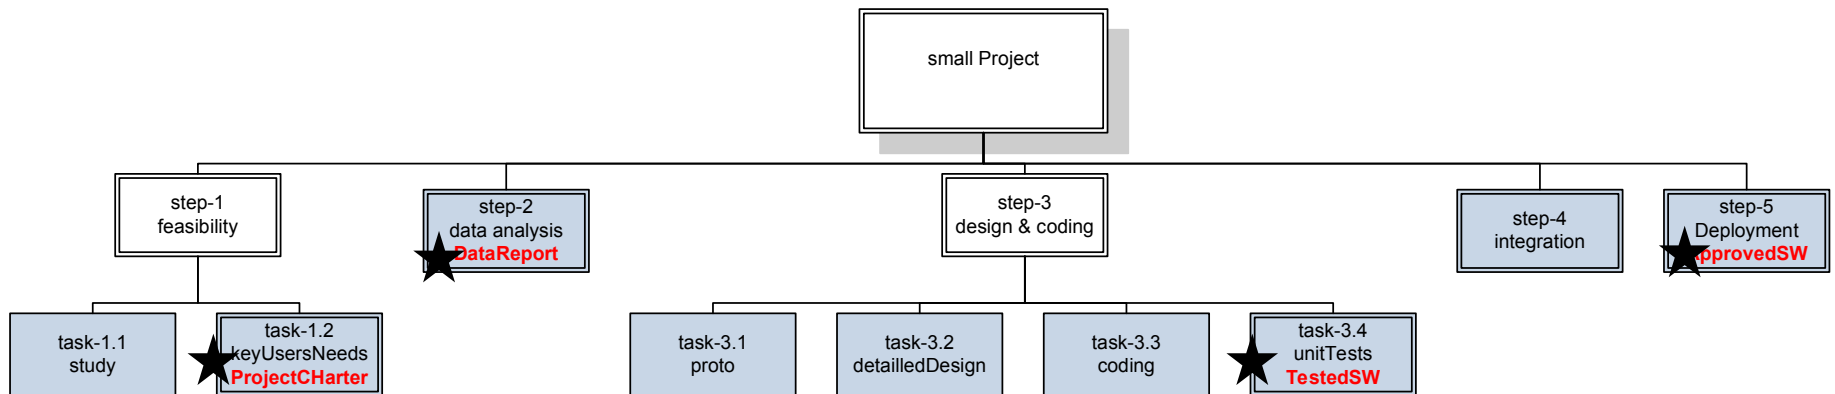 small Project
step-1
feasibility
step-2
data analysis
DataReport
step-3
design & coding
step-4
integration
step-5
Deployment
ApprovedSW
task-1.1
study
task-1.2
keyUsersNeeds
ProjectCHarter
task-3.1
proto
task-3.2
detailledDesign
task-3.3
coding
task-3.4
unitTests
TestedSW